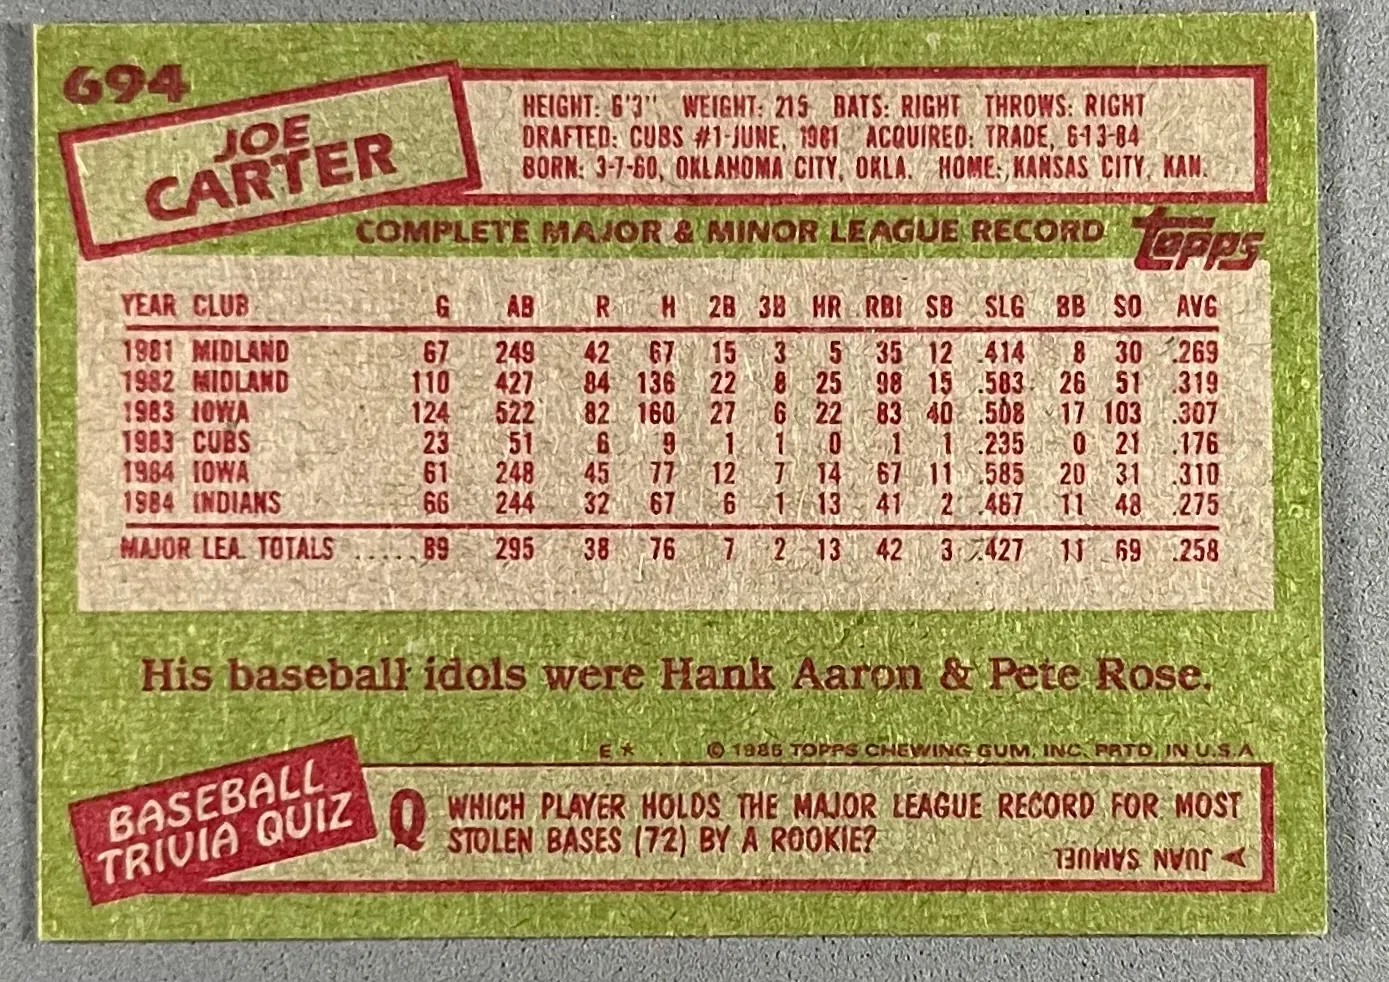 694
JOE
CARTER
HEIGHT: 6'3" WEIGHT: 215 BATS: RIGHT THROWS: RIGHT
DRAFTED: CUBS #1-JUNE, 1981 ACQUIRED: TRADE, 6-13-84
BORN: 3-7-60, OKLAHOMA CITY, OKLA. HOME: KANSAS CITY, KAN.
COMPLETE MAJOR & MINOR LEAGUE RECORD topps
YEAR CLUB G AB R H 2B 3B HR RBI SB SLG BB SO AVG
1981 MIDLAND 67 249 42 67 15 3 5 35 12 .414 8 30 .269
1982 MIDLAND 110 427 84 136 22 8 25 98 15 .583 26 51 .319
1983 IOWA 124 522 82 160 27 6 22 83 40 .508 17 103 .307
1983 CUBS 23 51 6 9 1 1 0 1 1 .235 0 21 .176
1984 IOWA 61 248 45 77 12 7 14 67 11 .585 20 31 .310
1984 INDIANS 66 244 32 67 6 1 13 41 2 .467 11 48 .275
MAJOR LEA. TOTALS ..... 89 295 38 76 7 2 13 42 3 .427 11 69 .258
His baseball idols were Hank Aaron & Pete Rose.
E * © 1985 TOPPS CHEWING GUM, INC. PRTD. IN U.S.A.
BASEBALL
TRIVIA QUIZ
Q WHICH PLAYER HOLDS THE MAJOR LEAGUE RECORD FOR MOST
STOLEN BASES (72) BY A ROOKIE?
JUAN SAMUEL